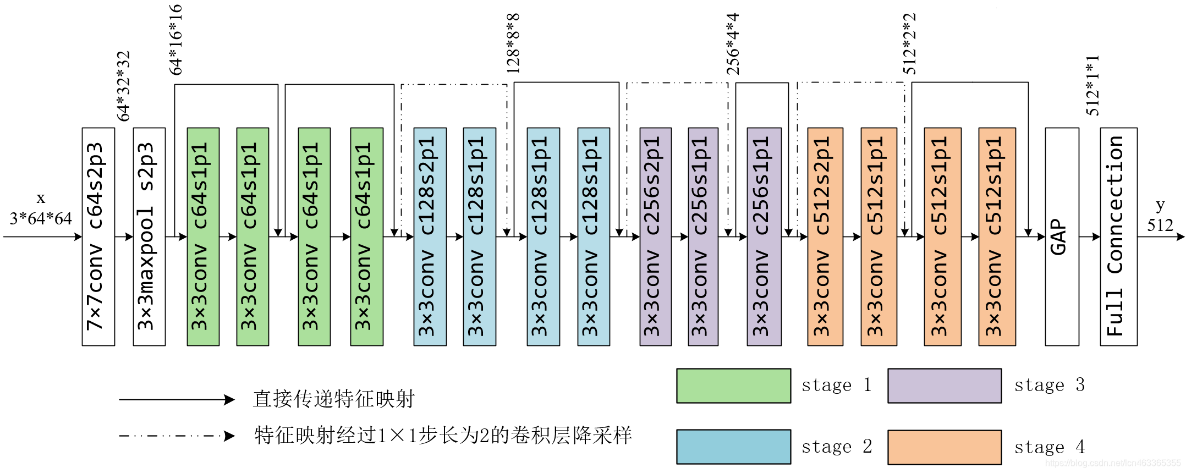 x
3*64*64
7×7conv c64s2p3
64*32*32
3×3maxpool s2p3
64*16*16
3×3conv c64s1p1
3×3conv c64s1p1
3×3conv c64s1p1
3×3conv c64s1p1
3×3conv c128s2p1
3×3conv c128s1p1
128*8*8
3×3conv c128s1p1
3×3conv c128s1p1
3×3conv c256s2p1
3×3conv c256s1p1
256*4*4
3×3conv c256s1p1
3×3conv c512s2p1
3×3conv c512s1p1
512*2*2
3×3conv c512s1p1
3×3conv c512s1p1
GAP
512*1*1
Full Conncection
y
512
直接传递特征映射
特征映射经过1×1步长为2的卷积层降采样
stage 1
stage 3
stage 2
stage 4